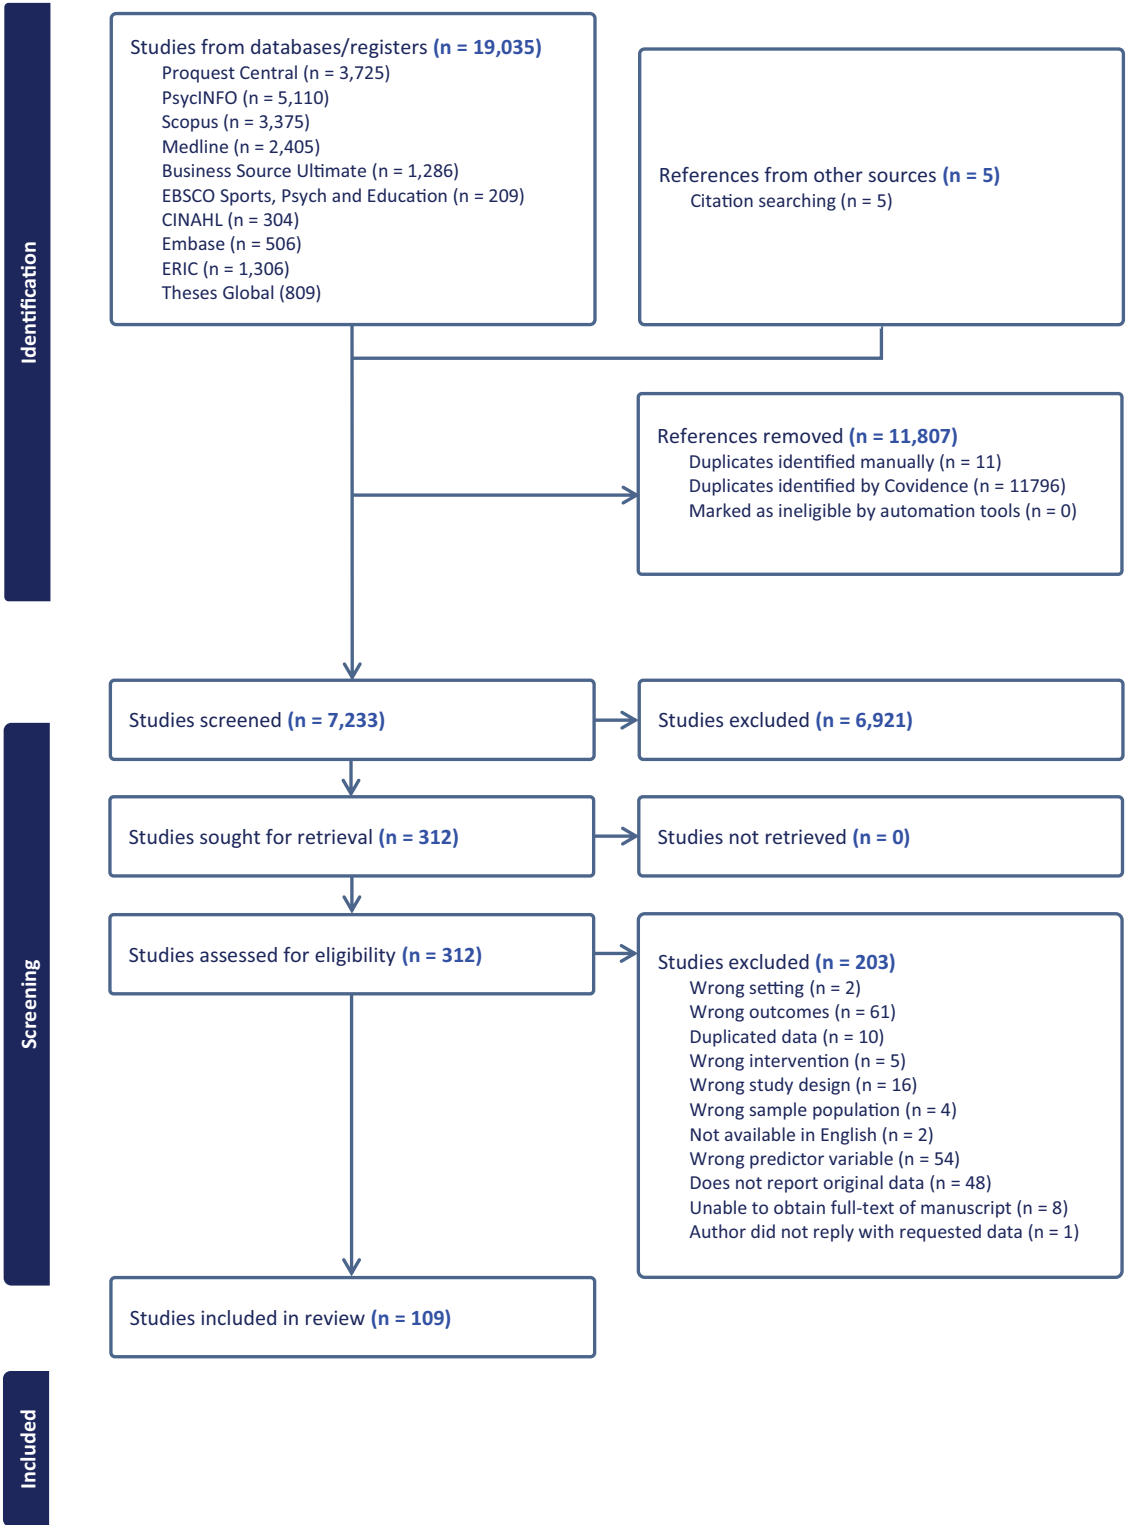 Identification
Studies from databases/registers (n = 19,035)
Proquest Central (n = 3,725)
PsycINFO (n = 5,110)
Scopus (n = 3,375)
Medline (n = 2,405)
Business Source Ultimate (n = 1,286)
EBSCO Sports, Psych and Education (n = 209)
CINAHL (n = 304)
Embase (n = 506)
ERIC (n = 1,306)
Theses Global (809)
References from other sources (n = 5)
Citation searching (n = 5)
References removed (n = 11,807)
Duplicates identified manually (n = 11)
Duplicates identified by Covidence (n = 11796)
Marked as ineligible by automation tools (n = 0)
Screening
Studies screened (n = 7,233)
Studies excluded (n = 6,921)
Studies sought for retrieval (n = 312)
Studies not retrieved (n = 0)
Studies assessed for eligibility (n = 312)
Studies excluded (n = 203)
Wrong setting (n = 2)
Wrong outcomes (n = 61)
Duplicated data (n = 10)
Wrong intervention (n = 5)
Wrong study design (n = 16)
Wrong sample population (n = 4)
Not available in English (n = 2)
Wrong predictor variable (n = 54)
Does not report original data (n = 48)
Unable to obtain full-text of manuscript (n = 8)
Author did not reply with requested data (n = 1)
Studies included in review (n = 109)
Included